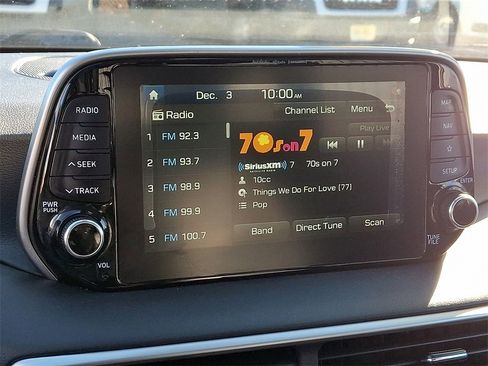 Dec. 3 10:00 AM
Radio Channel List Menu
Play Live
1 FM 92.3
2 FM 93.7
3 FM 98.9
4 FM 99.9
5 FM 100.7
70s on 7
SiriusXM 7 70s on 7
SATELLITE RADIO
10cc
Things We Do For Love (77)
Pop
Band Direct Tune Scan
RADIO
MEDIA
SEEK
TRACK
PWR
PUSH
VOL
MAP
NAV
SETUP
ENTER
TUNE
FILE